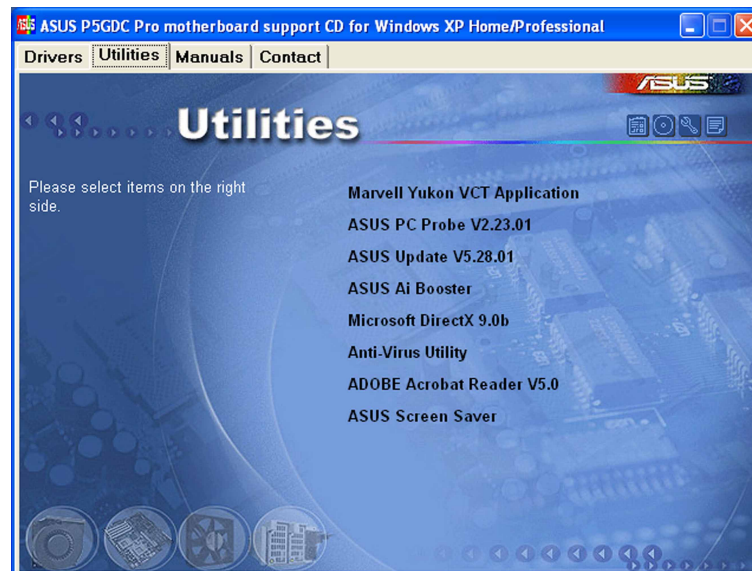 ASUS P5GDC Pro motherboard support CD for Windows XP Home/Professional
Drivers Utilities Manuals Contact
ASUS
Utilities
Please select items on the right
side.
Marvell Yukon VCT Application
ASUS PC Probe V2.23.01
ASUS Update V5.28.01
ASUS Ai Booster
Microsoft DirectX 9.0b
Anti-Virus Utility
ADOBE Acrobat Reader V5.0
ASUS Screen Saver